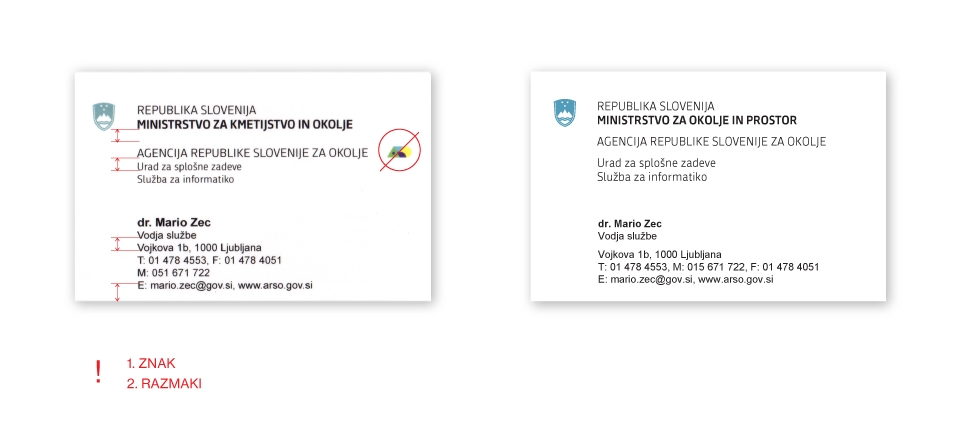 REPUBLIKA SLOVENIJA
MINISTRSTVO ZA KMETIJSTVO IN OKOLJE
AGENCIJA REPUBLIKE SLOVENIJE ZA OKOLJE
Urad za splošne zadeve
Služba za informatiko
dr. Mario Zec
Vodja službe
Vojkova 1b, 1000 Ljubljana
T: 01 478 4553, F: 01 478 4051
M: 051 671 722
E: mario.zec@gov.si, www.arso.gov.si
REPUBLIKA SLOVENIJA
MINISTRSTVO ZA OKOLJE IN PROSTOR
AGENCIJA REPUBLIKE SLOVENIJE ZA OKOLJE
Urad za splošne zadeve
Služba za informatiko
dr. Mario Zec
Vodja službe
Vojkova 1b, 1000 Ljubljana
T: 01 478 4553, M: 015 671 722, F: 01 478 4051
E: mario.zec@gov.si, www.arso.gov.si
! 1. ZNAK
2. RAZMAKI